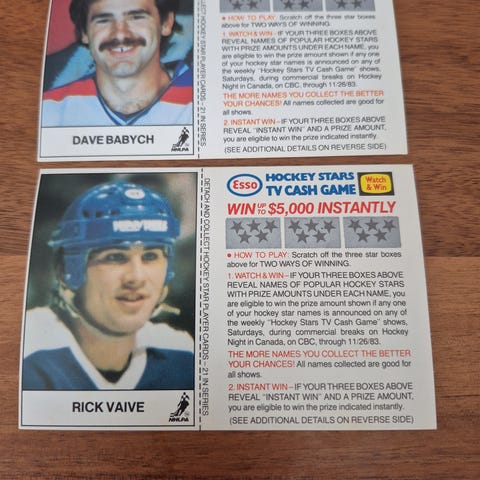 HOW TO PLAY: Scratch off the three star boxes
above for TWO WAYS OF WINNING.
1. WATCH & WIN – IF YOUR THREE BOXES ABOVE
REVEAL NAMES OF POPULAR HOCKEY STARS
WITH PRIZE AMOUNTS UNDER EACH NAME, you
are eligible to win the prize amount shown if any one
of your hockey star names is announced on any of
the weekly "Hockey Stars TV Cash Game" shows,
Saturdays, during commercial breaks on Hockey
Night in Canada, on CBC, through 11/26/83.
THE MORE NAMES YOU COLLECT THE BETTER
YOUR CHANCES! All names collected are good for
all shows.
2. INSTANT WIN – IF YOUR THREE BOXES ABOVE
REVEAL "INSTANT WIN" AND A PRIZE AMOUNT,
you are eligible to win the prize indicated instantly.
(SEE ADDITIONAL DETAILS ON REVERSE SIDE)
COLLECT HOCKEY STAR PLAYER CARDS – 21 IN SERIES
DAVE BABYCH
NHLPA
Esso
HOCKEY STARS
TV CASH GAME
Watch
& Win
WIN UP TO $5,000 INSTANTLY
HOW TO PLAY: Scratch off the three star boxes
above for TWO WAYS OF WINNING.
1. WATCH & WIN – IF YOUR THREE BOXES ABOVE
REVEAL NAMES OF POPULAR HOCKEY STARS
WITH PRIZE AMOUNTS UNDER EACH NAME, you
are eligible to win the prize amount shown if any one
of your hockey star names is announced on any of
the weekly "Hockey Stars TV Cash Game" shows,
Saturdays, during commercial breaks on Hockey
Night in Canada, on CBC, through 11/26/83.
THE MORE NAMES YOU COLLECT THE BETTER
YOUR CHANCES! All names collected are good for
all shows.
2. INSTANT WIN – IF YOUR THREE BOXES ABOVE
REVEAL "INSTANT WIN" AND A PRIZE AMOUNT,
you are eligible to win the prize indicated instantly.
(SEE ADDITIONAL DETAILS ON REVERSE SIDE)
DETACH AND COLLECT HOCKEY STAR PLAYER CARDS – 21 IN SERIES
RICK VAIVE
NHLPA